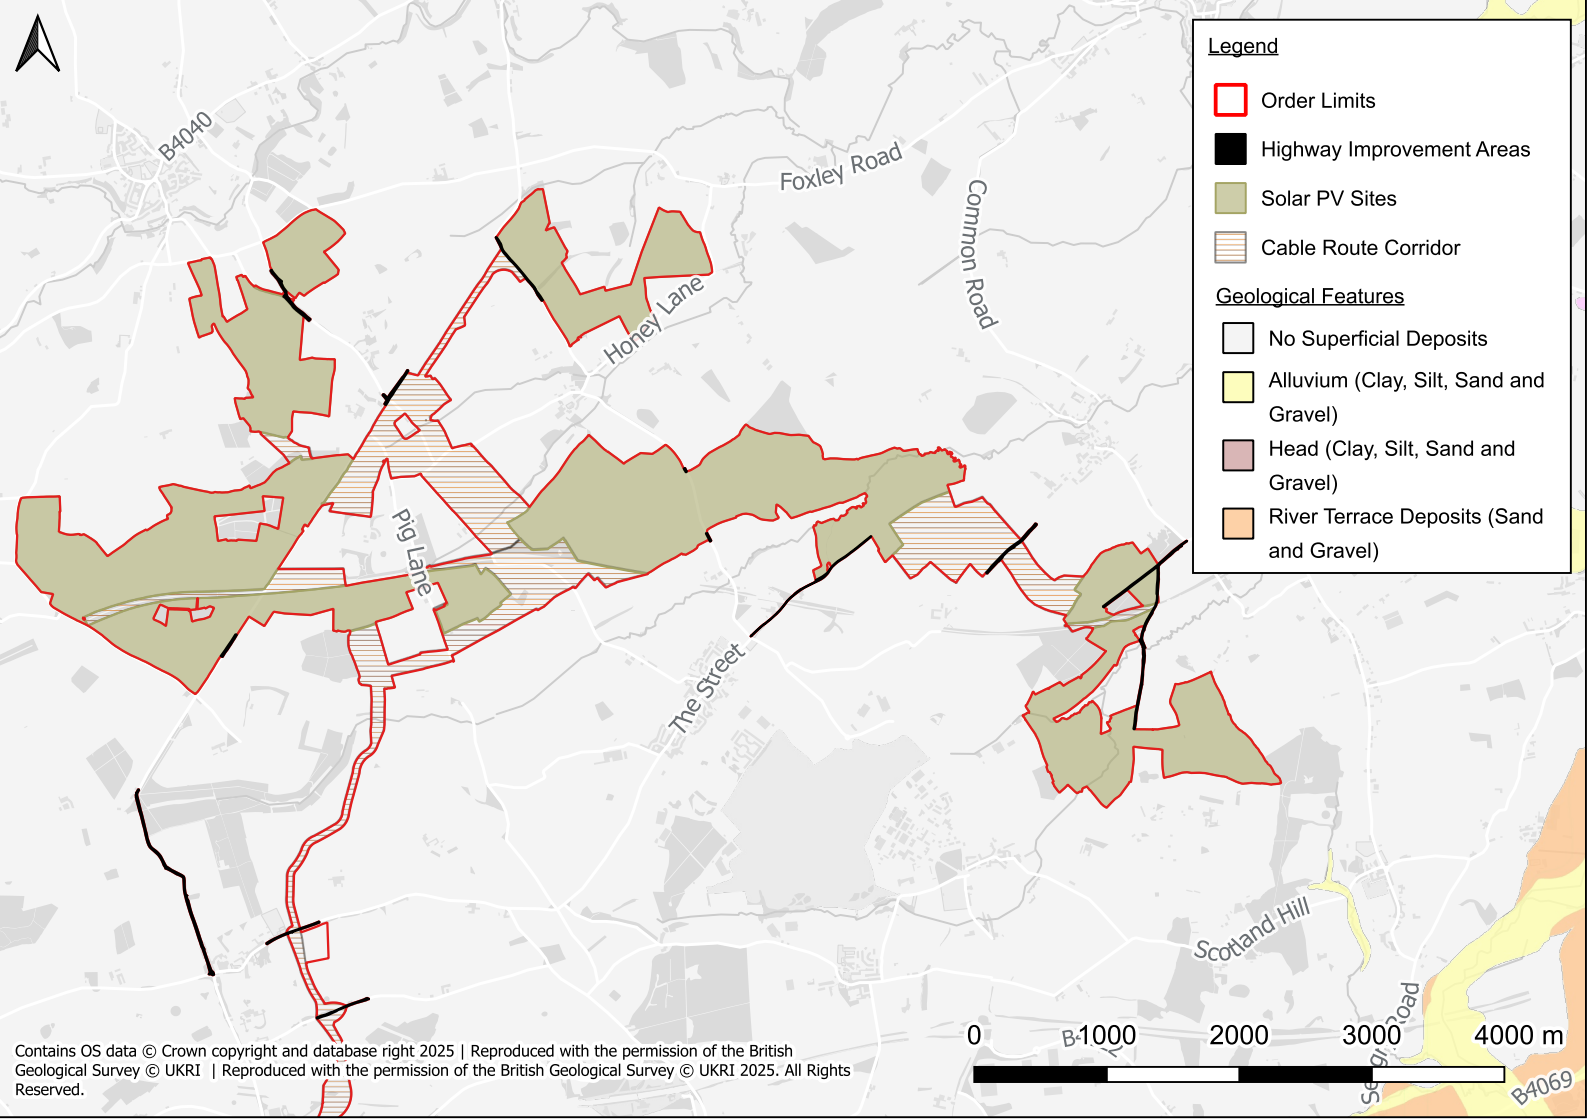 Legend
Order Limits
Highway Improvement Areas
Solar PV Sites
Cable Route Corridor
Geological Features
No Superficial Deposits
Alluvium (Clay, Silt, Sand and
Gravel)
Head (Clay, Silt, Sand and
Gravel)
River Terrace Deposits (Sand
and Gravel)
B4040
Foxley Road
Common Road
Honey Lane
Pig Lane
The Street
Scotland Hill
Road
B4069
0 1000 2000 3000 4000 m
Contains OS data © Crown copyright and database right 2025 | Reproduced with the permission of the British
Geological Survey © UKRI | Reproduced with the permission of the British Geological Survey © UKRI 2025. All Rights
Reserved.